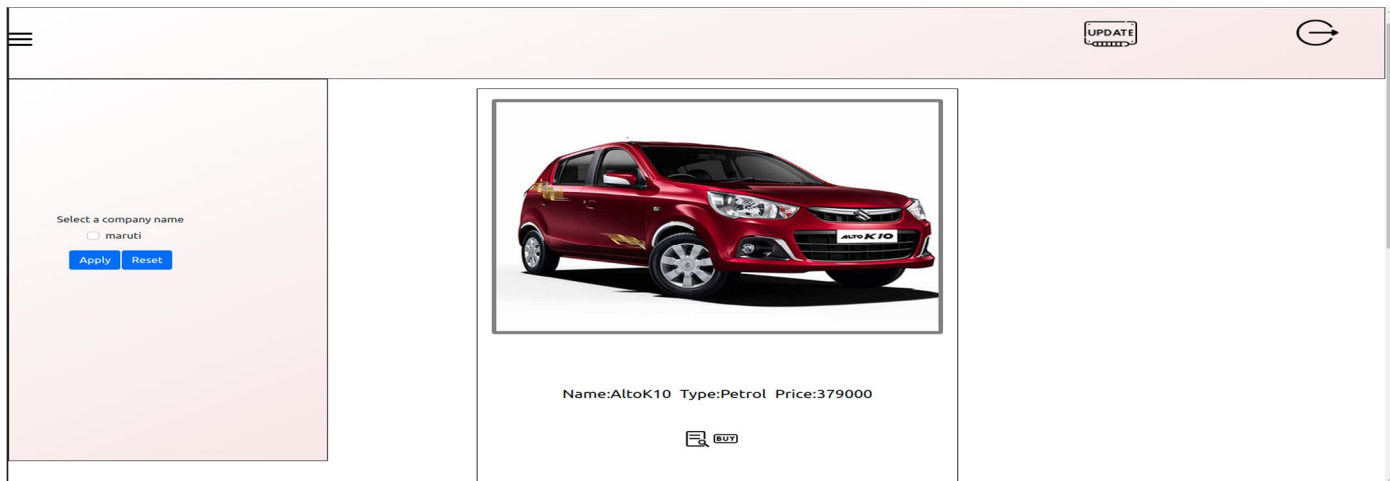 UPDATE
Select a company name
maruti
Apply Reset
ALTO K10
Name:AltoK10 Type:Petrol Price:379000
BUY